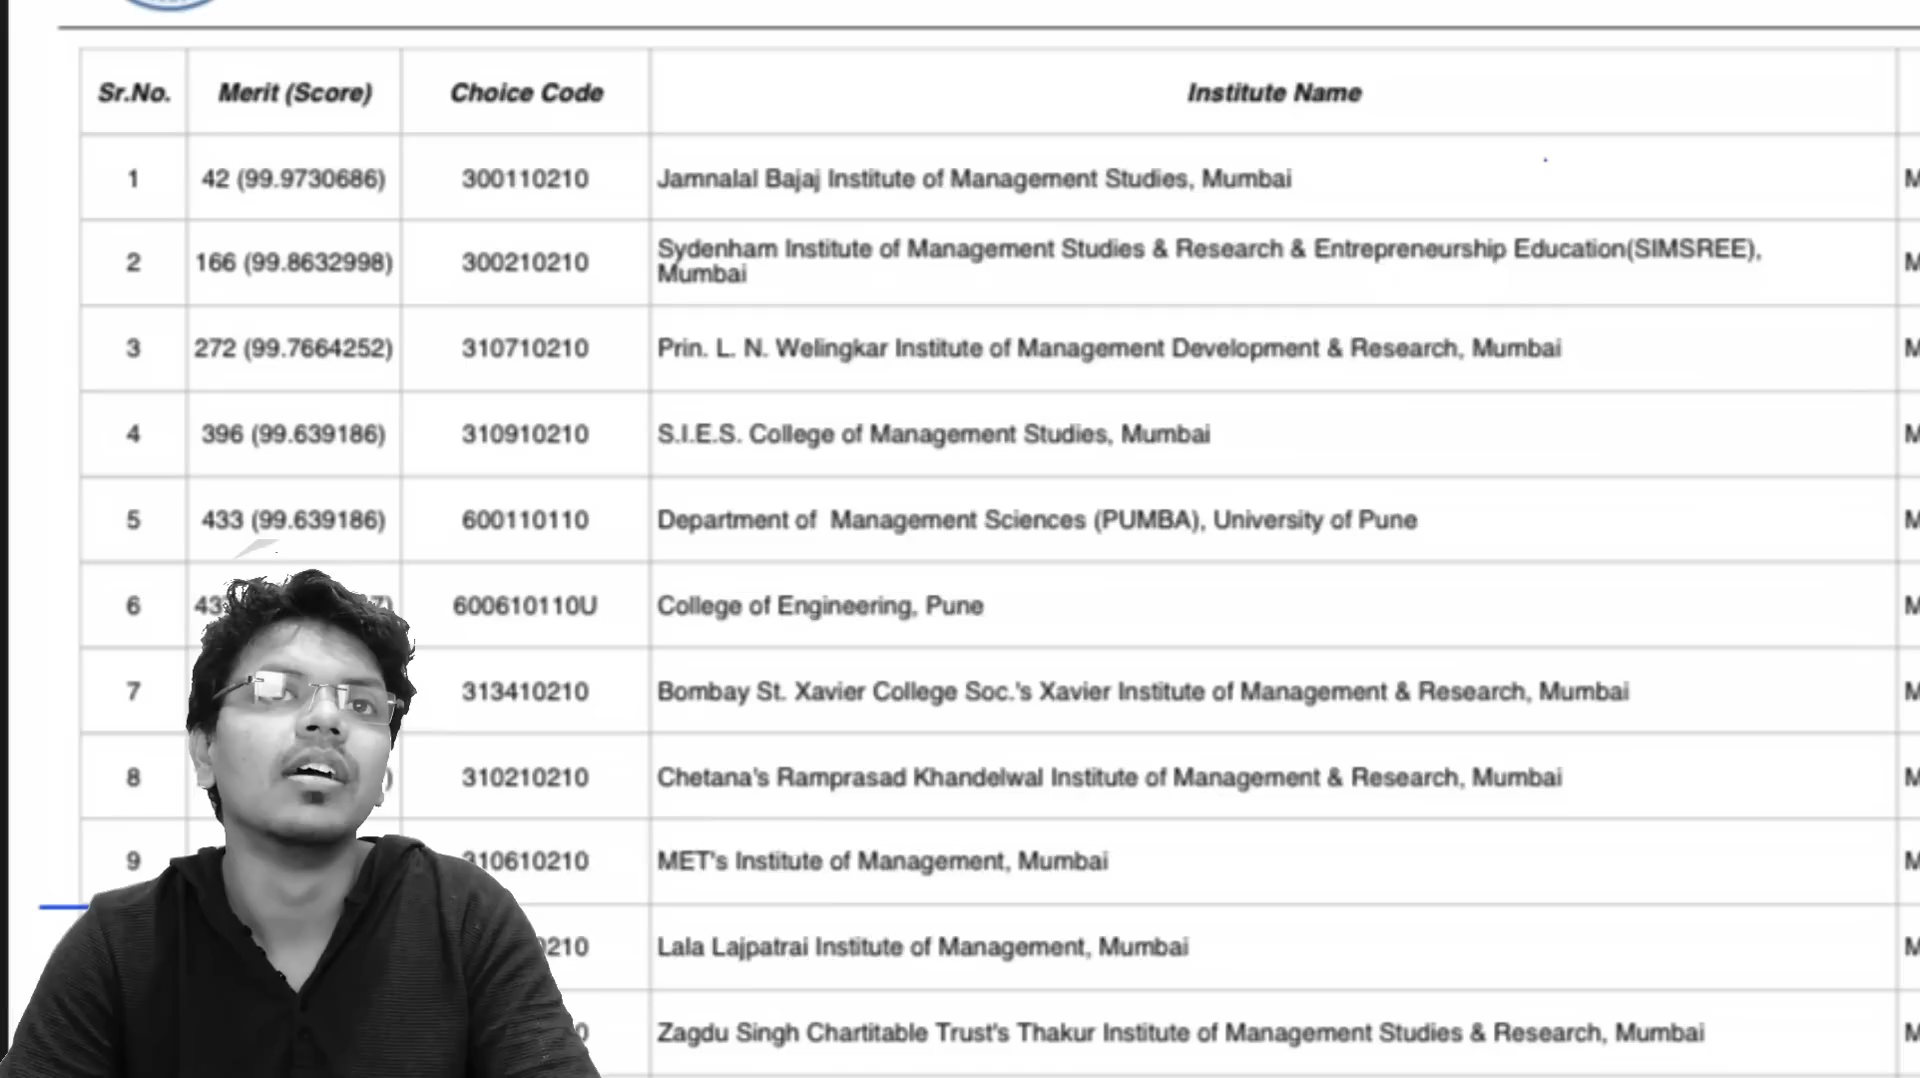 Sr.No. Merit (Score) Choice Code Institute Name
1 42 (99.9730686) 300110210 Jamnalal Bajaj Institute of Management Studies, Mumbai M
2 166 (99.8632998) 300210210 Sydenham Institute of Management Studies & Research & Entrepreneurship Education(SIMSREE), M
Mumbai
3 272 (99.7664252) 310710210 Prin. L. N. Welingkar Institute of Management Development & Research, Mumbai M
4 396 (99.639186) 310910210 S.I.E.S. College of Management Studies, Mumbai M
5 433 (99.639186) 600110110 Department of  Management Sciences (PUMBA), University of Pune M
6 600610110U College of Engineering, Pune M
7 313410210 Bombay St. Xavier College Soc.'s Xavier Institute of Management & Research, Mumbai M
8 310210210 Chetana's Ramprasad Khandelwal Institute of Management & Research, Mumbai M
9 310610210 MET's Institute of Management, Mumbai M
210 Lala Lajpatrai Institute of Management, Mumbai M
0 Zagdu Singh Chartitable Trust's Thakur Institute of Management Studies & Research, Mumbai M